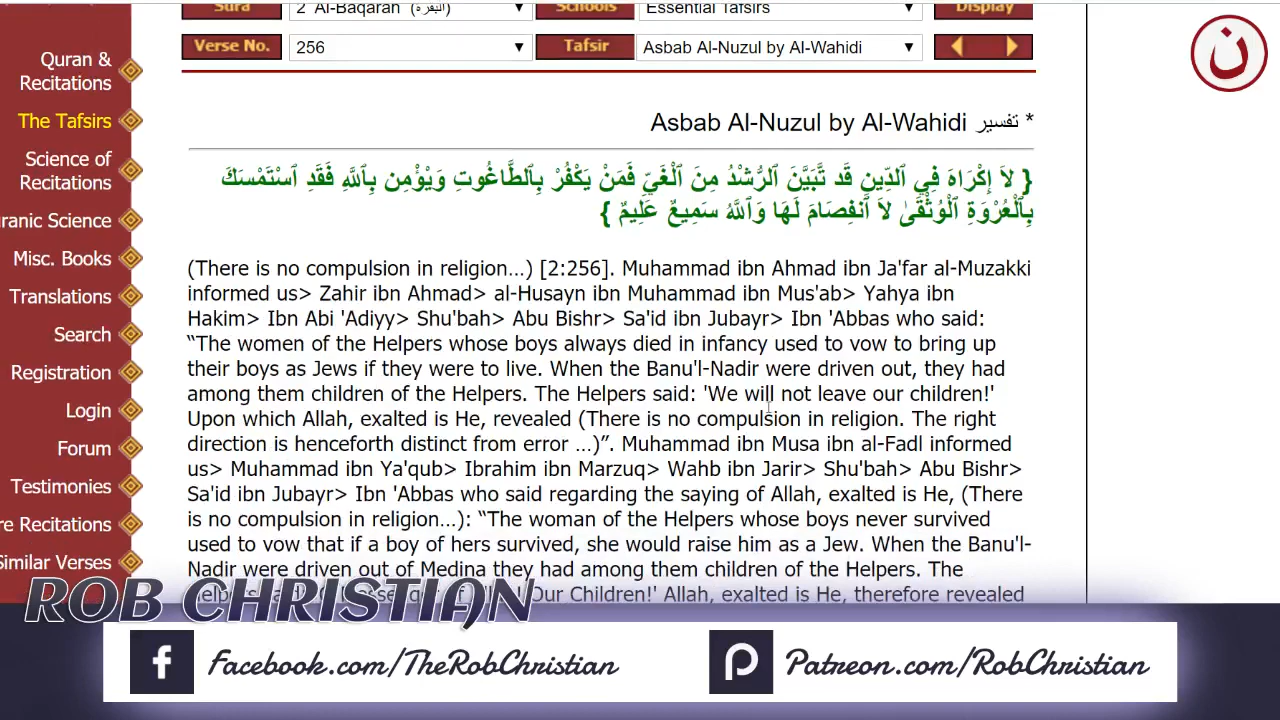 Sura
2 Al-Baqarah (البقرة)
Schools
Essential Tafsirs
Display
Verse No.
256
Tafsir
Asbab Al-Nuzul by Al-Wahidi
ن
Quran &
Recitations
The Tafsirs
Science of
Recitations
uranic Science
Misc. Books
Translations
Search
Registration
Login
Forum
Testimonies
re Recitations
Similar Verses
* تفسير Asbab Al-Nuzul by Al-Wahidi
{ لاَ إِكْرَاهَ فِي ٱلدِّينِ قَد تَّبَيَّنَ ٱلرُّشْدُ مِنَ ٱلْغَيِّ فَمَنْ يَكْفُرْ بِٱلطَّاغُوتِ وَيْؤْمِن بِٱللَّهِ فَقَدِ ٱسْتَمْسَكَ
بِٱلْعُرْوَةِ ٱلْوُثْقَىٰ لاَ ٱنفِصَامَ لَهَا وَٱللَّهُ سَمِيعٌ عَلِيمٌ }
(There is no compulsion in religion…) [2:256]. Muhammad ibn Ahmad ibn Ja'far al-Muzakki
informed us> Zahir ibn Ahmad> al-Husayn ibn Muhammad ibn Mus'ab> Yahya ibn
Hakim> Ibn Abi 'Adiyy> Shu'bah> Abu Bishr> Sa'id ibn Jubayr> Ibn 'Abbas who said:
“The women of the Helpers whose boys always died in infancy used to vow to bring up
their boys as Jews if they were to live. When the Banu'l-Nadir were driven out, they had
among them children of the Helpers. The Helpers said: 'We will not leave our children!'
Upon which Allah, exalted is He, revealed (There is no compulsion in religion. The right
direction is henceforth distinct from error …)”. Muhammad ibn Musa ibn al-Fadl informed
us> Muhammad ibn Ya'qub> Ibrahim ibn Marzuq> Wahb ibn Jarir> Shu'bah> Abu Bishr>
Sa'id ibn Jubayr> Ibn 'Abbas who said regarding the saying of Allah, exalted is He, (There
is no compulsion in religion…): “The woman of the Helpers whose boys never survived
used to vow that if a boy of hers survived, she would raise him as a Jew. When the Banu'l-
Nadir were driven out of Medina they had among them children of the Helpers. The
Our Children!' Allah, exalted is He, therefore revealed
ROB CHRISTIAN
Facebook.com/TheRobChristian
Patreon.com/RobChristian